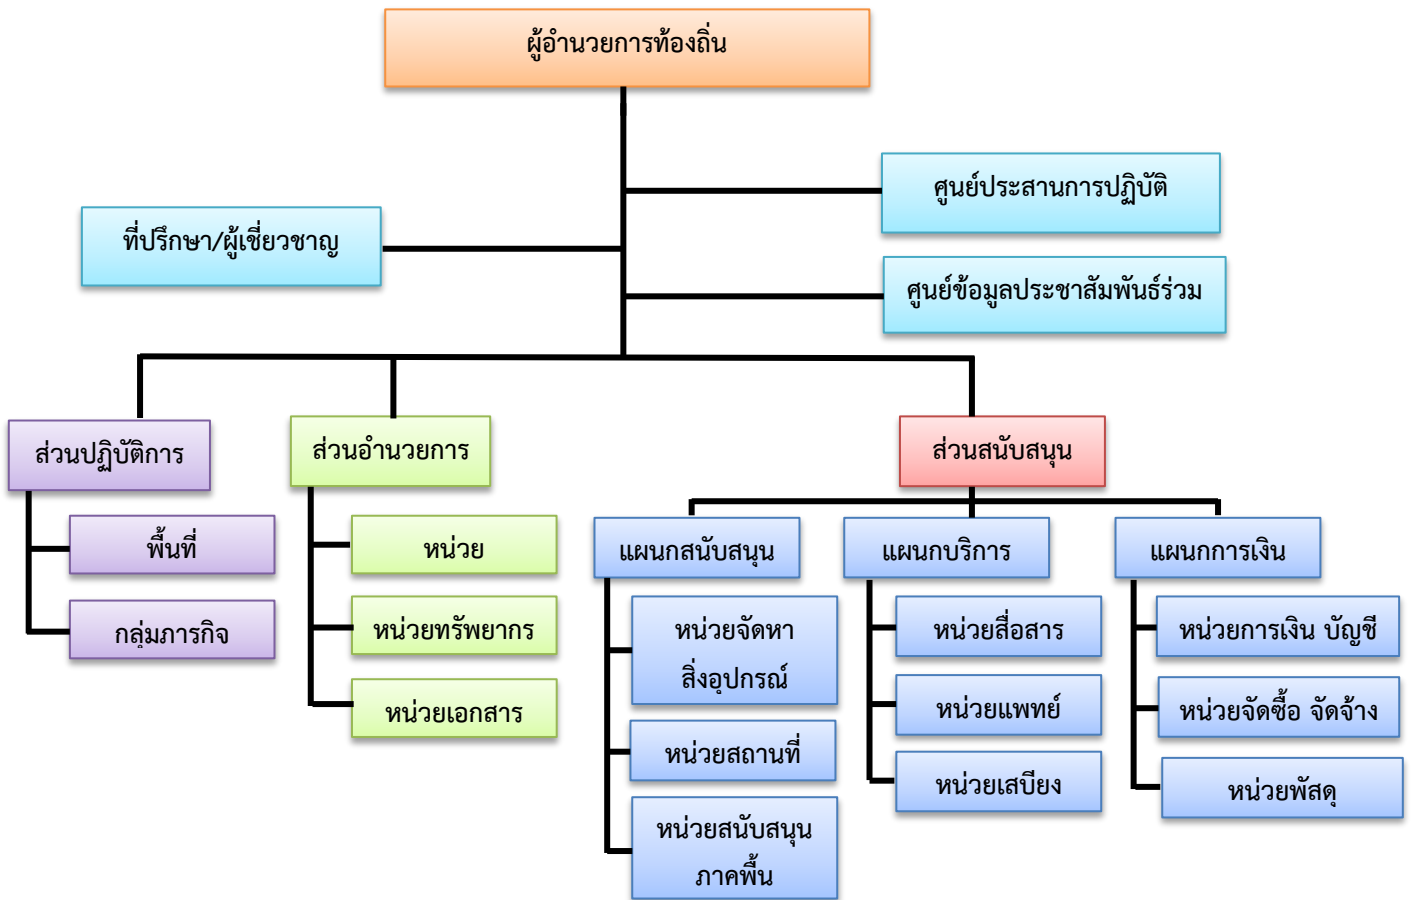 ผู้อำนวยการท้องถิ่น
ศูนย์ประสานการปฏิบัติ
ที่ปรึกษา/ผู้เชี่ยวชาญ
ศูนย์ข้อมูลประชาสัมพันธ์ร่วม
ส่วนปฏิบัติการ
ส่วนอำนวยการ
ส่วนสนับสนุน
พื้นที่
กลุ่มภารกิจ
หน่วย
หน่วยทรัพยากร
หน่วยเอกสาร
แผนกสนับสนุน
แผนกบริการ
แผนกการเงิน
หน่วยจัดหา
สิ่งอุปกรณ์
หน่วยสถานที่
หน่วยสนับสนุน
ภาคพื้น
หน่วยสื่อสาร
หน่วยแพทย์
หน่วยเสบียง
หน่วยการเงิน บัญชี
หน่วยจัดซื้อ จัดจ้าง
หน่วยพัสดุ